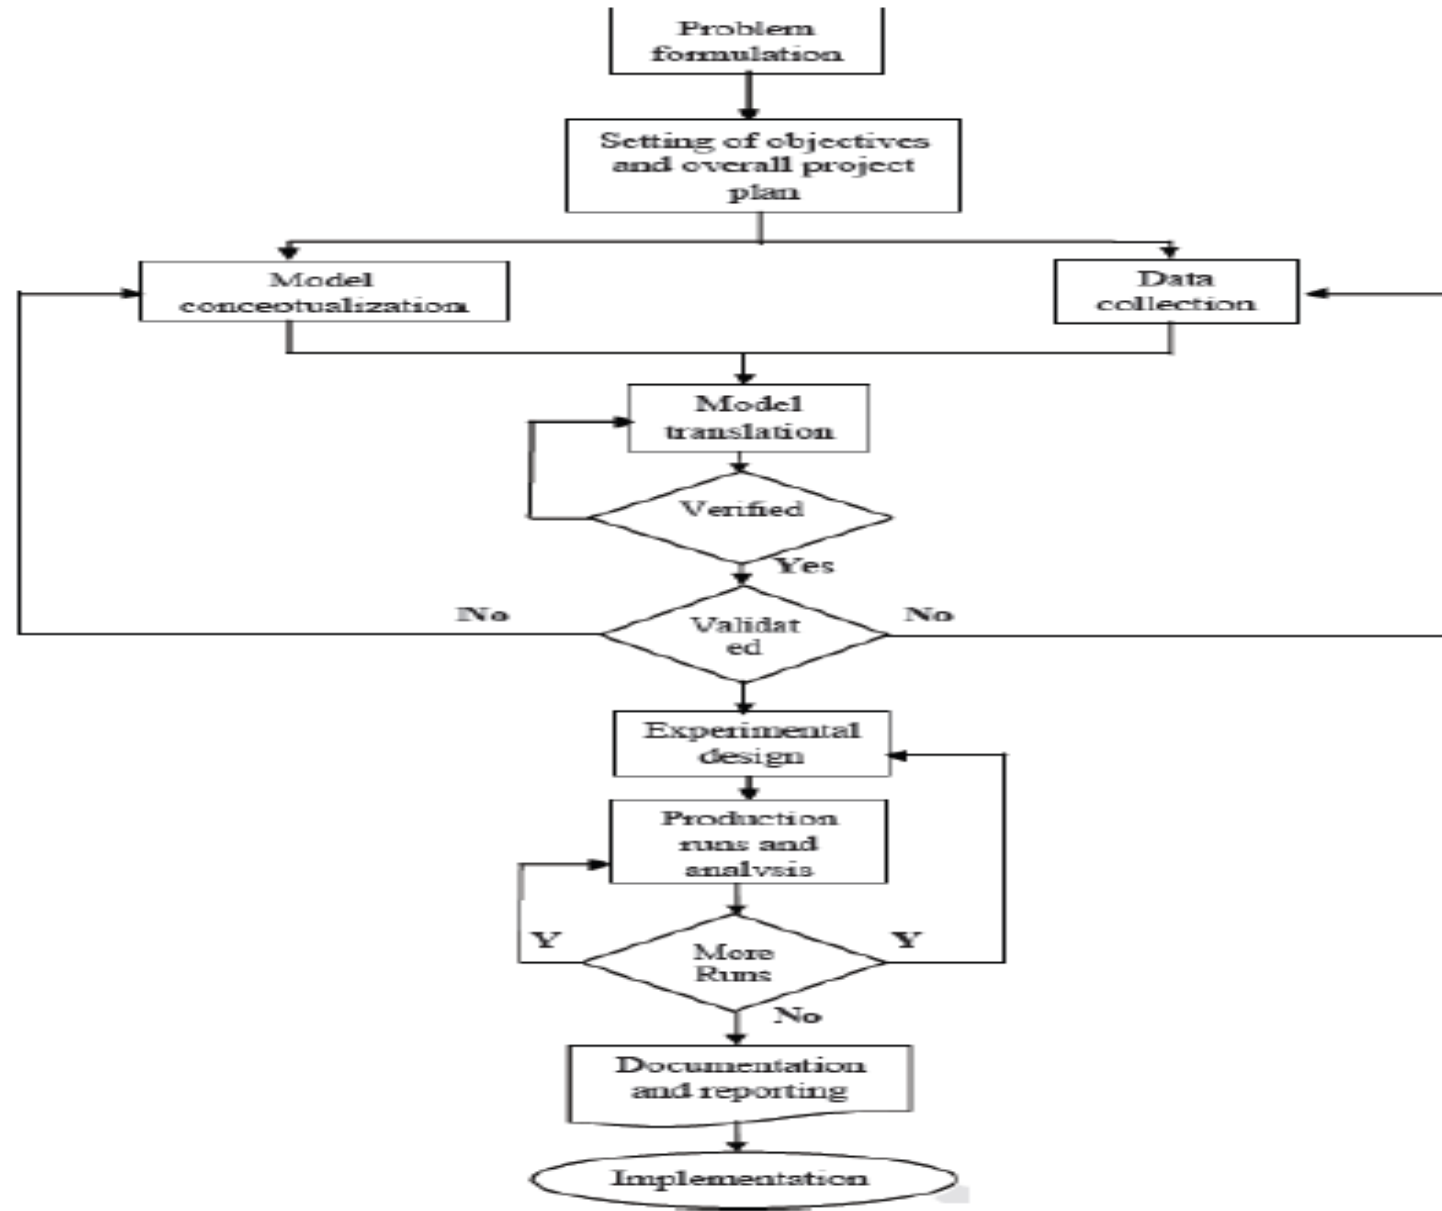 Problem
formulation
Setting of objectives
and overall project
plan
Model
conceotualization
Data
collection
Model
translation
Verified
Yes
No
Validat
ed
No
Experimental
design
Production
runs and
analvsis
Y
More
Runs
Y
No
Documentation
and reporting
Implementation